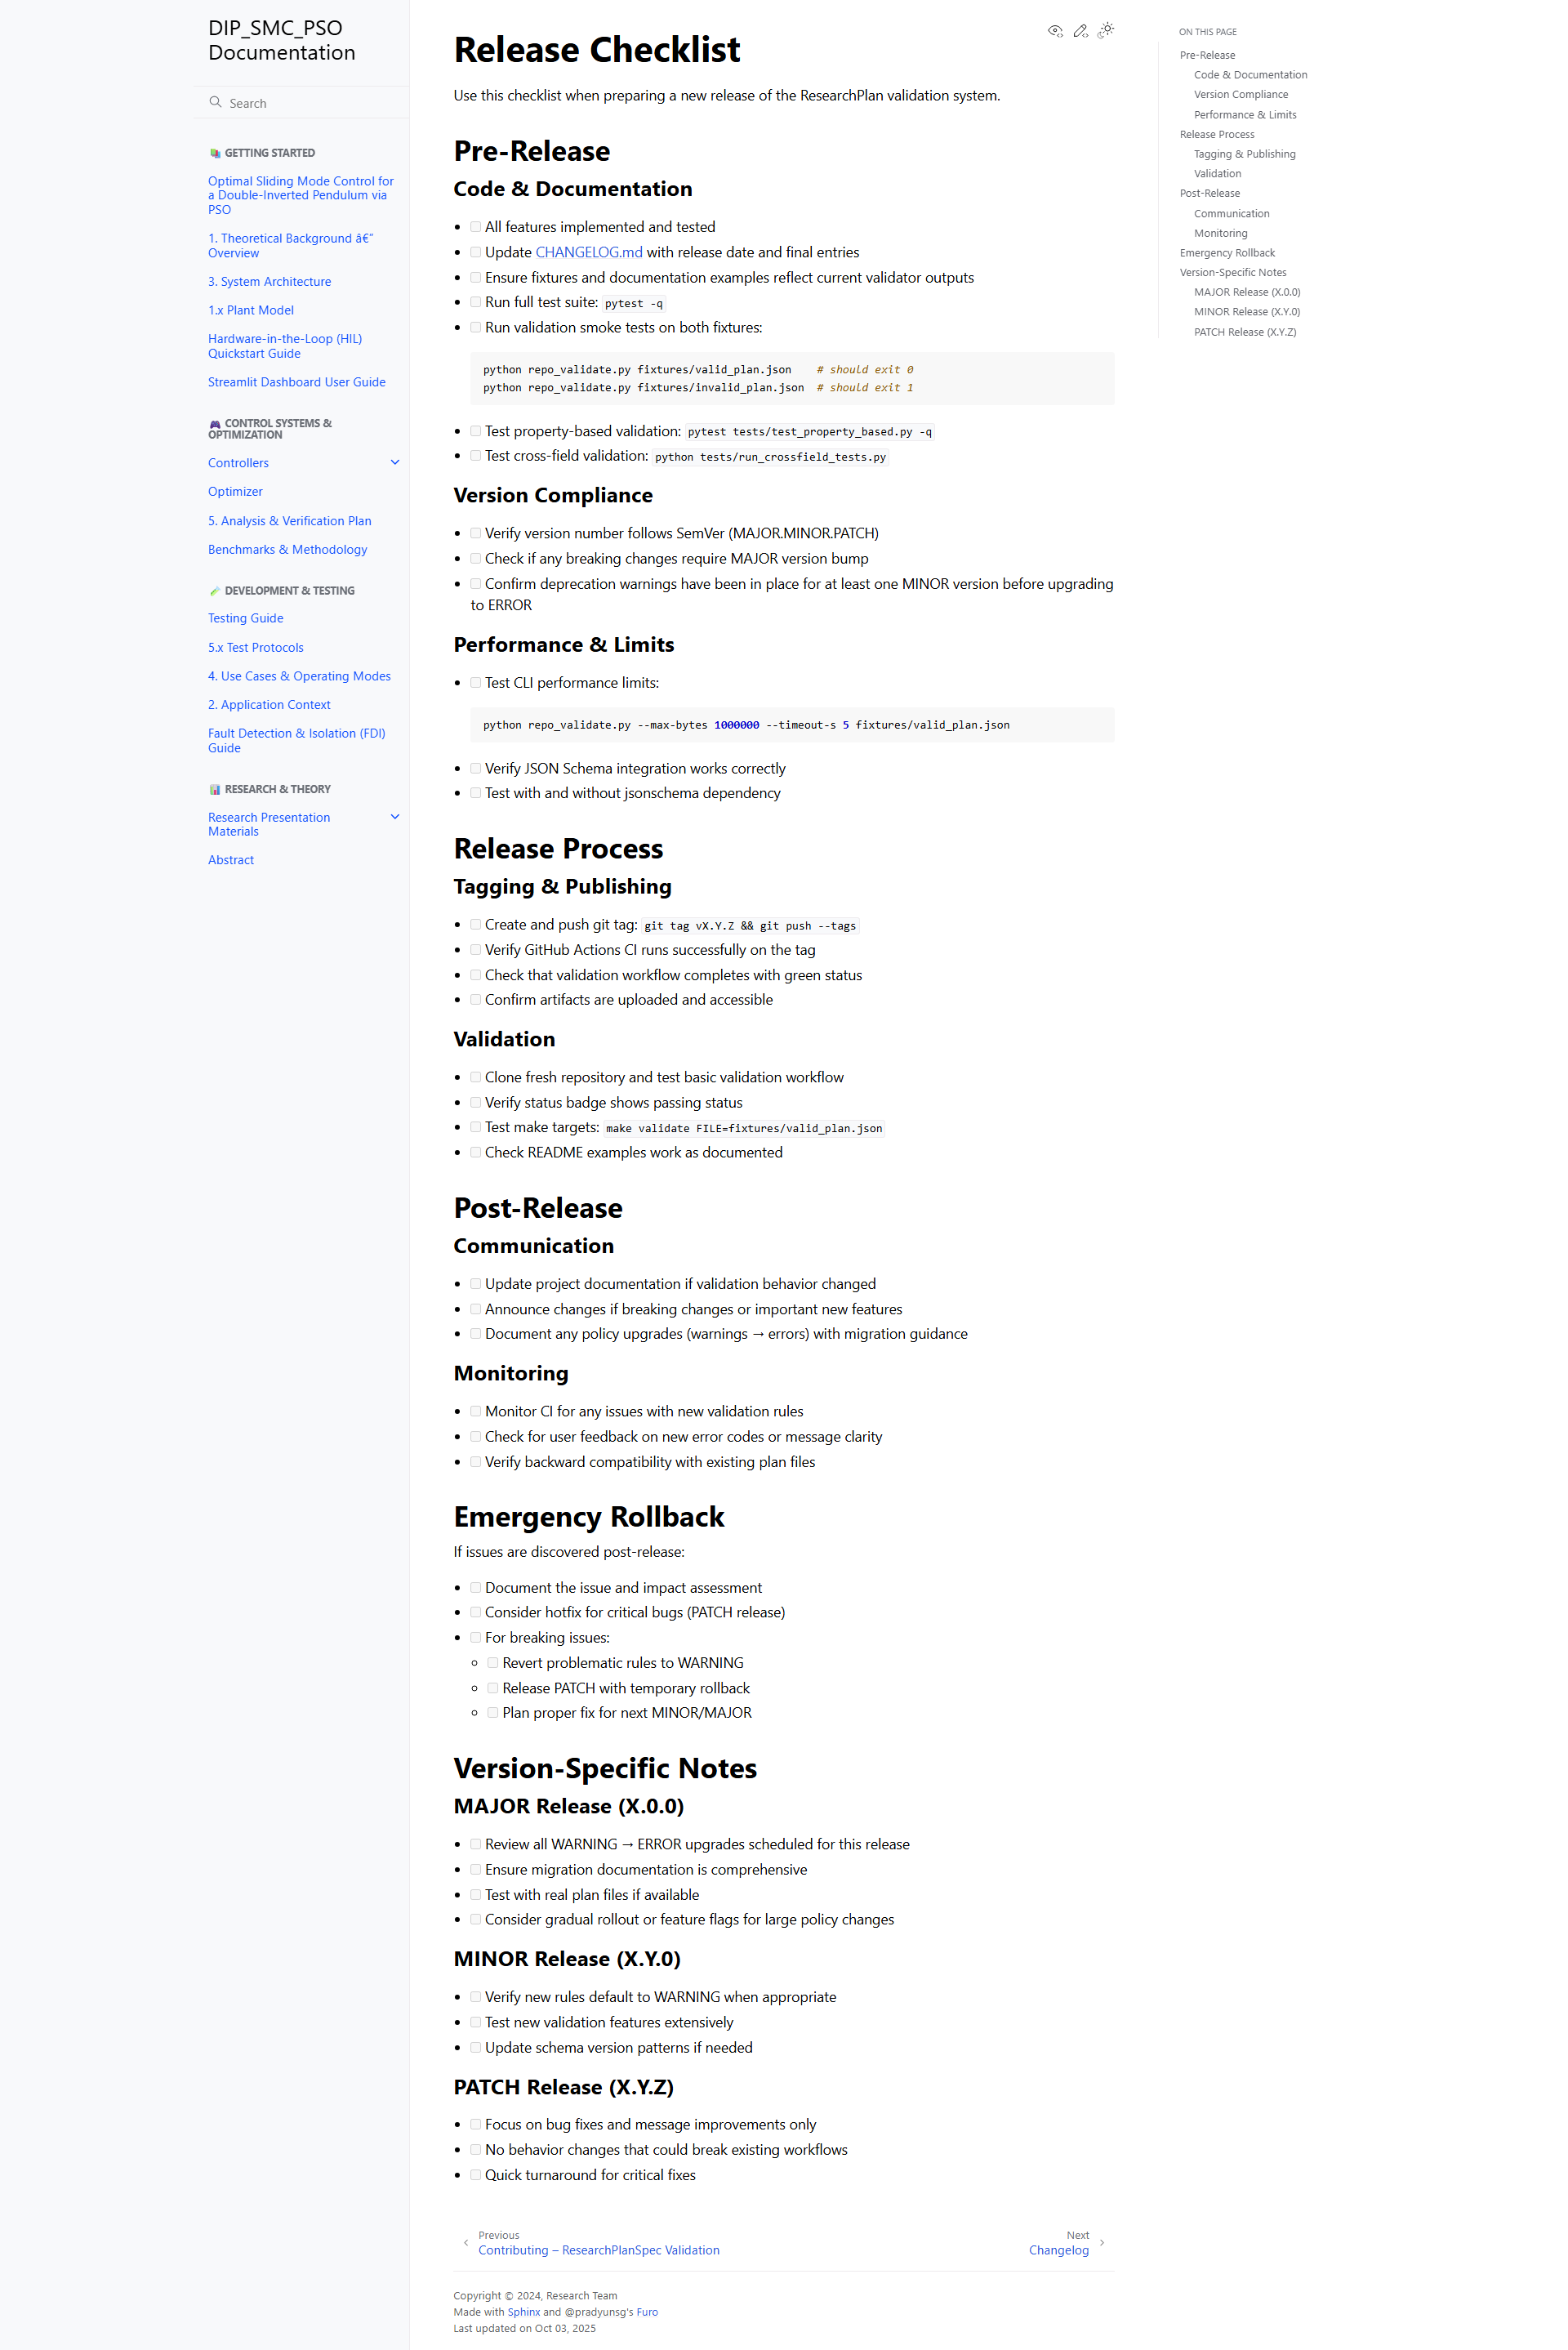 DIP_SMC_PSO
Documentation
Search
GETTING STARTED
Optimal Sliding Mode Control for
a Double-Inverted Pendulum via
PSO
1. Theoretical Background â€"
Overview
3. System Architecture
1.x Plant Model
Hardware-in-the-Loop (HIL)
Quickstart Guide
Streamlit Dashboard User Guide
CONTROL SYSTEMS &
OPTIMIZATION
Controllers
Optimizer
5. Analysis & Verification Plan
Benchmarks & Methodology
DEVELOPMENT & TESTING
Testing Guide
5.x Test Protocols
4. Use Cases & Operating Modes
2. Application Context
Fault Detection & Isolation (FDI)
Guide
RESEARCH & THEORY
Research Presentation
Materials
Abstract
Release Checklist
Use this checklist when preparing a new release of the ResearchPlan validation system.
Pre-Release
Code & Documentation
All features implemented and tested
Update CHANGELOG.md with release date and final entries
Ensure fixtures and documentation examples reflect current validator outputs
Run full test suite: pytest -q
Run validation smoke tests on both fixtures:
python repo_validate.py fixtures/valid_plan.json    # should exit 0
python repo_validate.py fixtures/invalid_plan.json  # should exit 1
Test property-based validation: pytest tests/test_property_based.py -q
Test cross-field validation: python tests/run_crossfield_tests.py
Version Compliance
Verify version number follows SemVer (MAJOR.MINOR.PATCH)
Check if any breaking changes require MAJOR version bump
Confirm deprecation warnings have been in place for at least one MINOR version before upgrading
to ERROR
Performance & Limits
Test CLI performance limits:
python repo_validate.py --max-bytes 1000000 --timeout-s 5 fixtures/valid_plan.json
Verify JSON Schema integration works correctly
Test with and without jsonschema dependency
Release Process
Tagging & Publishing
Create and push git tag: git tag vX.Y.Z && git push --tags
Verify GitHub Actions CI runs successfully on the tag
Check that validation workflow completes with green status
Confirm artifacts are uploaded and accessible
Validation
Clone fresh repository and test basic validation workflow
Verify status badge shows passing status
Test make targets: make validate FILE=fixtures/valid_plan.json
Check README examples work as documented
Post-Release
Communication
Update project documentation if validation behavior changed
Announce changes if breaking changes or important new features
Document any policy upgrades (warnings → errors) with migration guidance
Monitoring
Monitor CI for any issues with new validation rules
Check for user feedback on new error codes or message clarity
Verify backward compatibility with existing plan files
Emergency Rollback
If issues are discovered post-release:
Document the issue and impact assessment
Consider hotfix for critical bugs (PATCH release)
For breaking issues:
Revert problematic rules to WARNING
Release PATCH with temporary rollback
Plan proper fix for next MINOR/MAJOR
Version-Specific Notes
MAJOR Release (X.0.0)
Review all WARNING → ERROR upgrades scheduled for this release
Ensure migration documentation is comprehensive
Test with real plan files if available
Consider gradual rollout or feature flags for large policy changes
MINOR Release (X.Y.0)
Verify new rules default to WARNING when appropriate
Test new validation features extensively
Update schema version patterns if needed
PATCH Release (X.Y.Z)
Focus on bug fixes and message improvements only
No behavior changes that could break existing workflows
Quick turnaround for critical fixes
Previous
Contributing – ResearchPlanSpec Validation
Next
Changelog
Copyright © 2024, Research Team
Made with Sphinx and @pradyunsg's Furo
Last updated on Oct 03, 2025
ON THIS PAGE
Pre-Release
Code & Documentation
Version Compliance
Performance & Limits
Release Process
Tagging & Publishing
Validation
Post-Release
Communication
Monitoring
Emergency Rollback
Version-Specific Notes
MAJOR Release (X.0.0)
MINOR Release (X.Y.0)
PATCH Release (X.Y.Z)